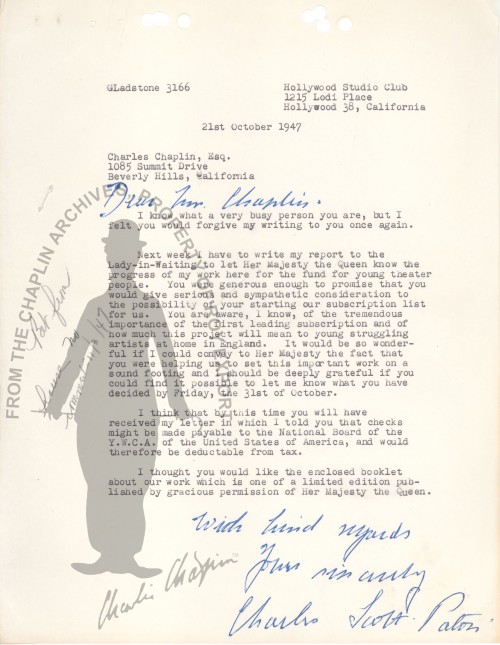 GLadstone 3166
Hollywood Studio Club
1215 Lodi Place
Hollywood 38, California
21st October 1947
Charles Chaplin, Esq.
1085 Summit Drive
Beverly Hills, California
Dear Mr. Chaplin.
I know what a very busy person you are, but I
felt you would forgive my writing to you once again.
Next week I have to write my report to the
Lady-in-Waiting to let Her Majesty the Queen know the
progress of my work here for the fund for young theater
people. You were generous enough to promise that you
would give serious and sympathetic consideration to
the possibility of your starting our subscription list
for us. You are aware, I know, of the tremendous
importance of the first leading subscription and of
how much this project will mean to young struggling
artists at home in England. It would be so wonder-
ful if I could convey to Her Majesty the fact that
you were helping us to set this important work on a
sound footing and I should be deeply grateful if you
could find it possible to let me know what you have
decided by Friday, the 31st of October.
I think that by this time you will have
received my letter in which I told you that checks
might be made payable to the National Board of the
Y.W.C.A. of the United States of America, and would
therefore be deductable from tax.
I thought you would like the enclosed booklet
about our work which is one of a limited edition pub-
lished by gracious permission of Her Majesty the Queen.
With kind regards
Yours sincerely
Charles Scott-Paton
FROM THE CHAPLIN ARCHIVES PROPERTY OF ROY EXPORT
Charlie Chaplin